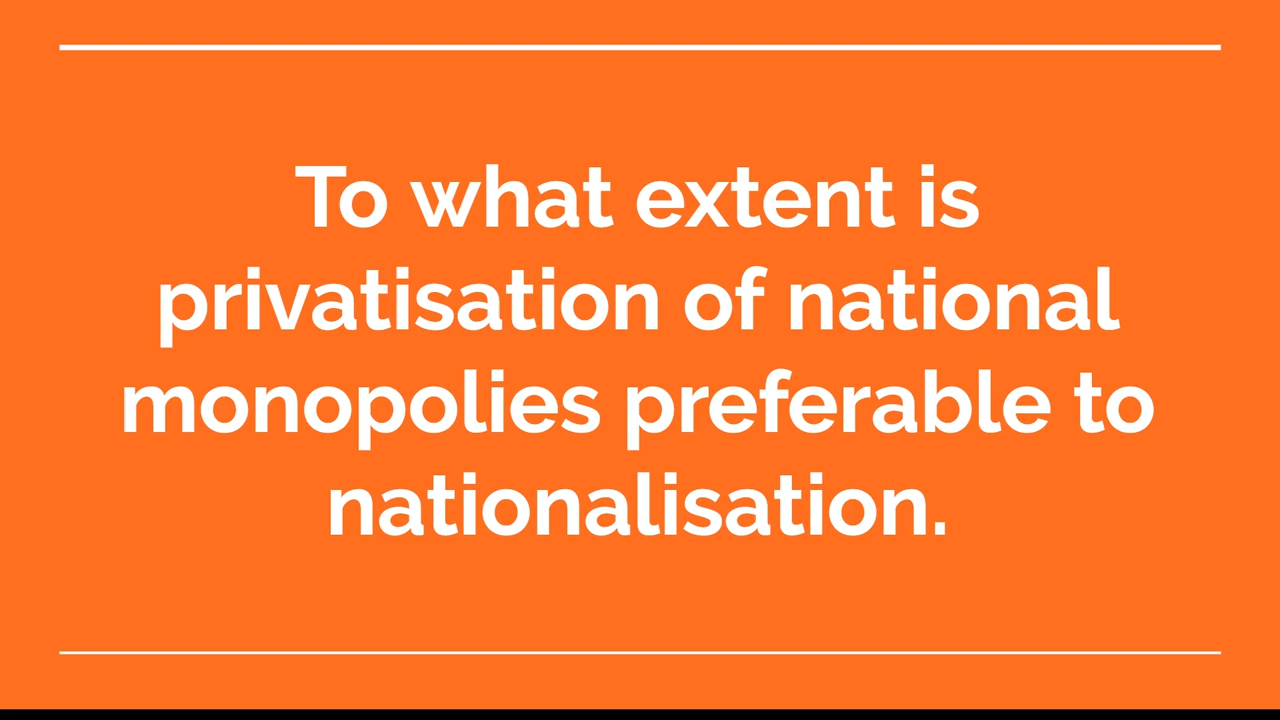 To what extent is
privatisation of national
monopolies preferable to
nationalisation.